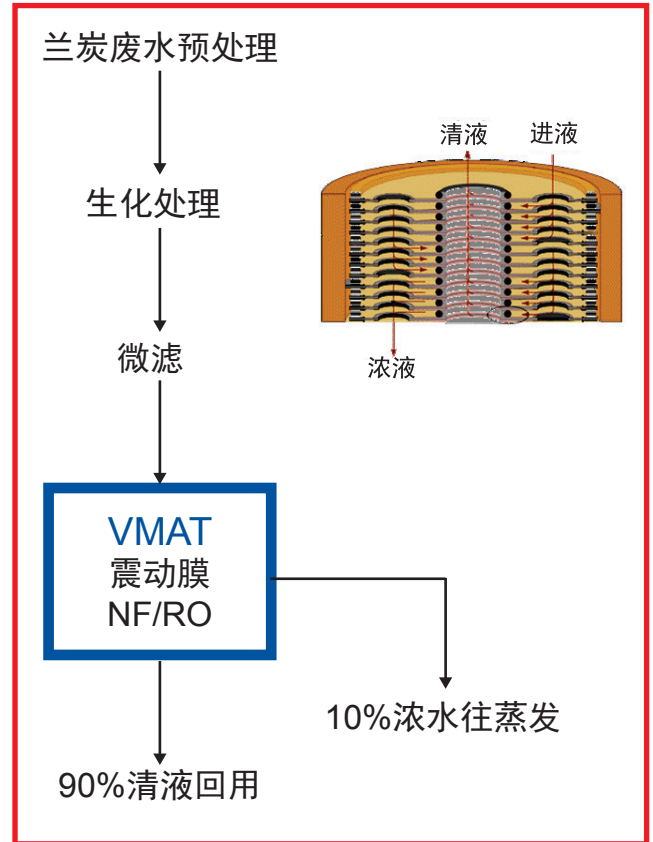 兰炭废水预处理
清液
进液
生化处理
微滤
浓液
VMAT
震动膜
NF/RO
10%浓水往蒸发
90%清液回用